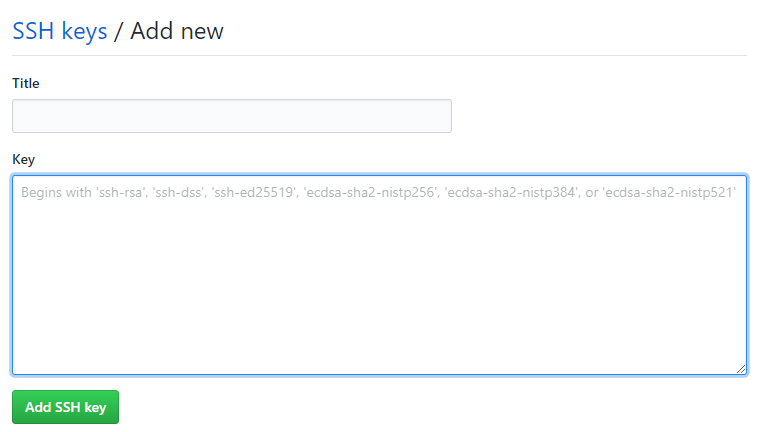 SSH keys / Add new
Title
Key
Begins with 'ssh-rsa', 'ssh-dss', 'ssh-ed25519', 'ecdsa-sha2-nistp256', 'ecdsa-sha2-nistp384', or 'ecdsa-sha2-nistp521'
Add SSH key